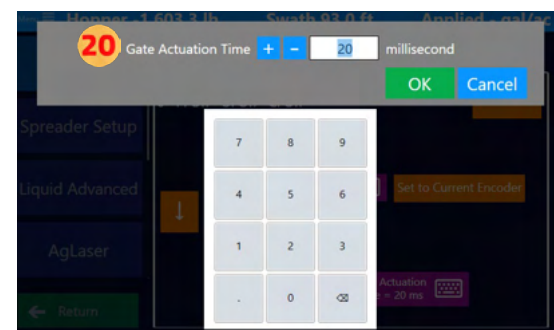 Hopper -1,603.3 lb Swath 93.0 ft Applied - gal/ac
20 Gate Actuation Time + - 20 millisecond
OK Cancel
Spreader Setup
7 8 9
Liquid Advanced
4 5 6
Set to Current Encoder
AgLaser
1 2 3
Actuation
= 20 ms
. 0
Return